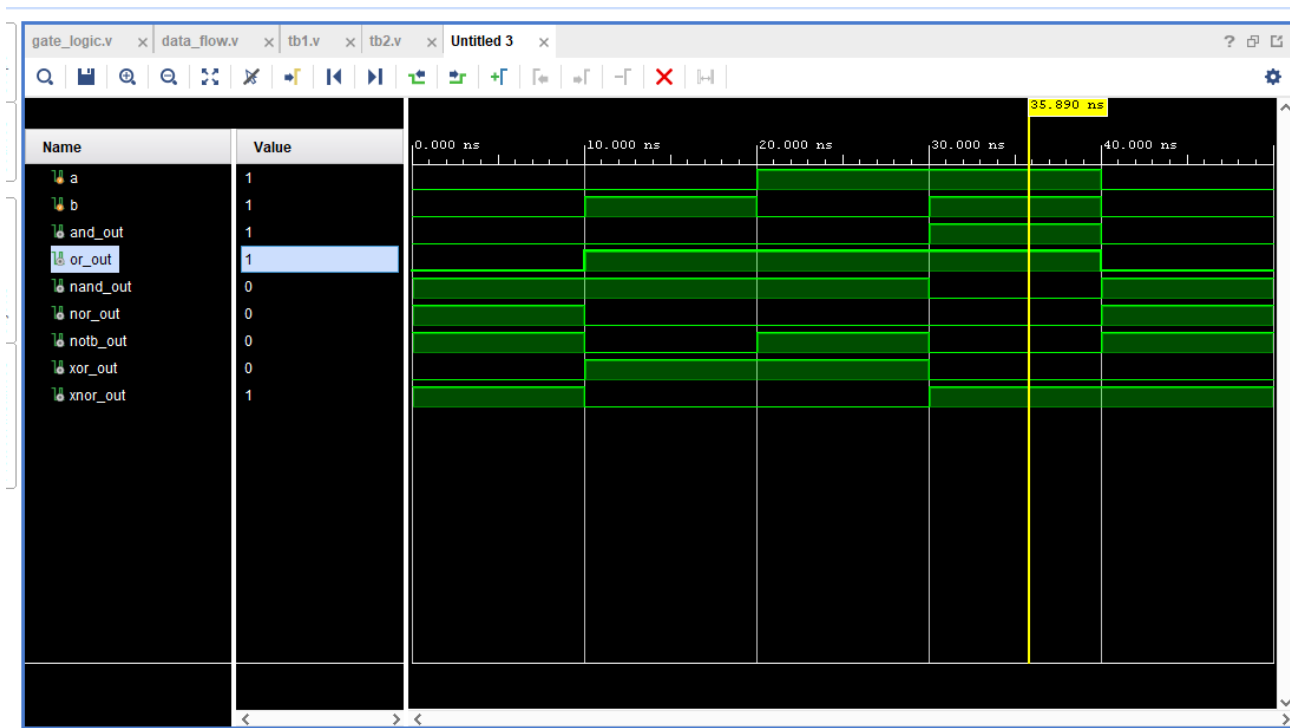 gate_logic.v × data_flow.v × tb1.v × tb2.v × Untitled 3 × ?
35.890 ns
Name Value 0.000 ns 10.000 ns 20.000 ns 30.000 ns 40.000 ns
a 1
b 1
and_out 1
or_out 1
nand_out 0
nor_out 0
notb_out 0
xor_out 0
xnor_out 1